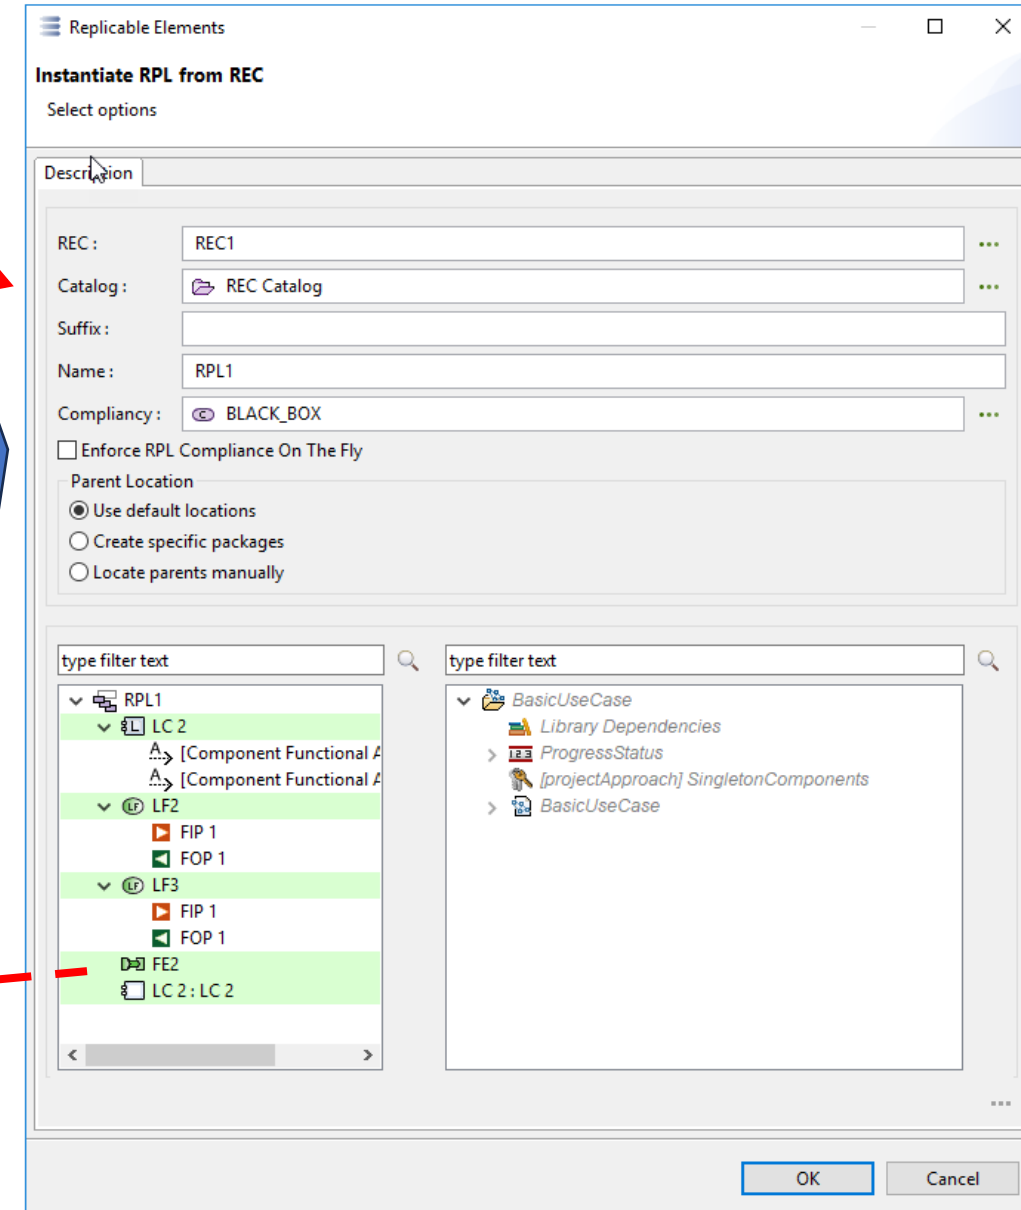 Replicable Elements
Instantiate RPL from REC
Select options
Description
REC :
REC1
Catalog :
REC Catalog
Suffix :
Name :
RPL1
Compliancy :
BLACK_BOX
Enforce RPL Compliance On The Fly
Parent Location
Use default locations
Create specific packages
Locate parents manually
type filter text
RPL1
LC 2
[Component Functional A
[Component Functional A
LF2
FIP 1
FOP 1
LF3
FIP 1
FOP 1
FE2
LC 2 : LC 2
type filter text
BasicUseCase
Library Dependencies
ProgressStatus
[projectApproach] SingletonComponents
BasicUseCase
OK
Cancel